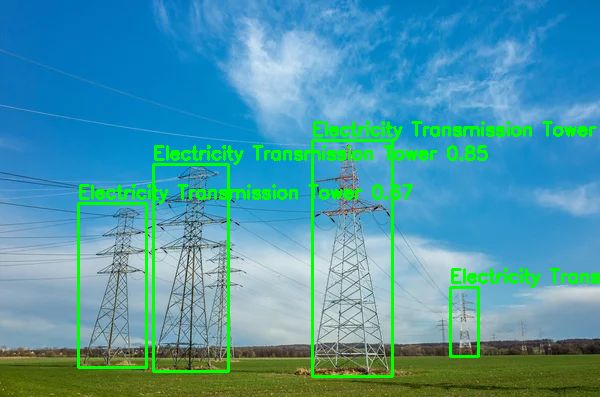 Electricity Transmission Tower
Electricity Transmission Tower 0.85
Electricity Transmission Tower 0.87
Electricity Trans